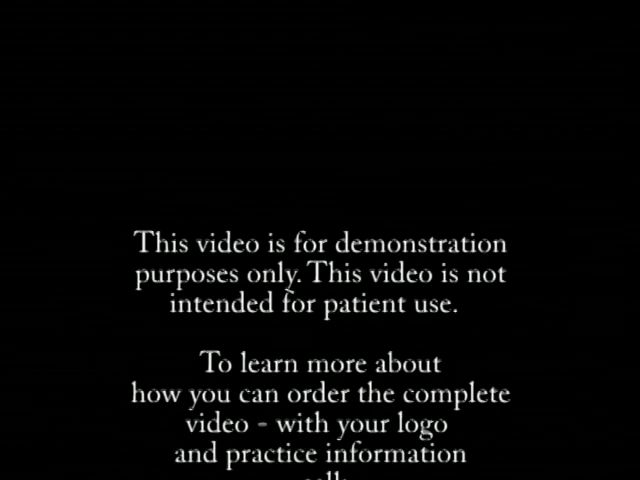 This video is for demonstration
purposes only. This video is not
intended for patient use.
To learn more about
how you can order the complete
video - with your logo
and practice information